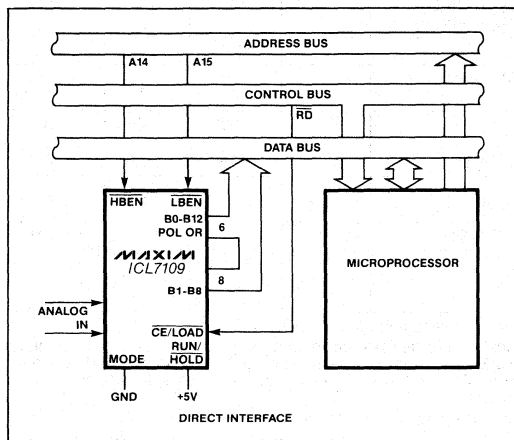 ADDRESS BUS
A14 A15
CONTROL BUS
RD
DATA BUS
HBEN LBEN
B0-B12
POL OR 6
MAXIM
ICL7109
8
B1-B8
MICROPROCESSOR
ANALOG
IN
CE/LOAD
RUN/
MODE HOLD
GND +5V
DIRECT INTERFACE